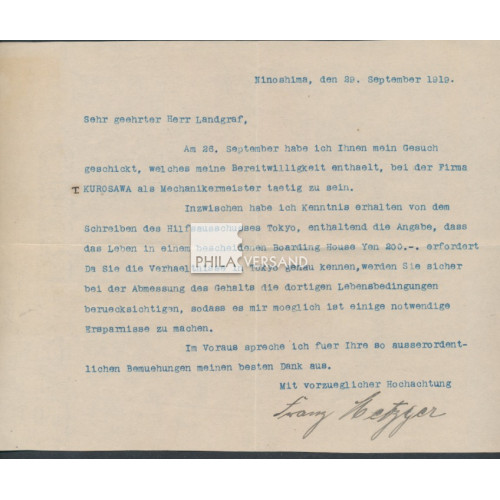 Ninoshima, den 29. September 1919.
Sehr geehrter Herr Landgraf,
Am 26. September habe ich Ihnen mein Gesuch
geschickt, welches meine Bereitwilligkeit enthaelt, bei der Firma
T. KUROSAWA als Mechanikermeister taetig zu sein.
Inzwischen habe ich Kenntnis erhalten von dem
Schreiben des Hilfsausschusses Tokyo, enthaltend die Angabe, dass
das Leben in einem bescheidenen Boarding House Yen 200.-. erfordert
PHILA VERSAND
Da Sie die Verhaeltnisse in Tokyo genau kennen,werden Sie sicher
bei der Abmessung des Gehalts die dortigen Lebensbedingungen
beruecksichtigen, sodass es mir moeglich ist einige notwendige
Ersparnisse zu machen.
Im Voraus spreche ich fuer Ihre so ausserordent-
lichen Bemuehungen meinen besten Dank aus.
Mit vorzueglicher Hochachtung
Franz Metzger